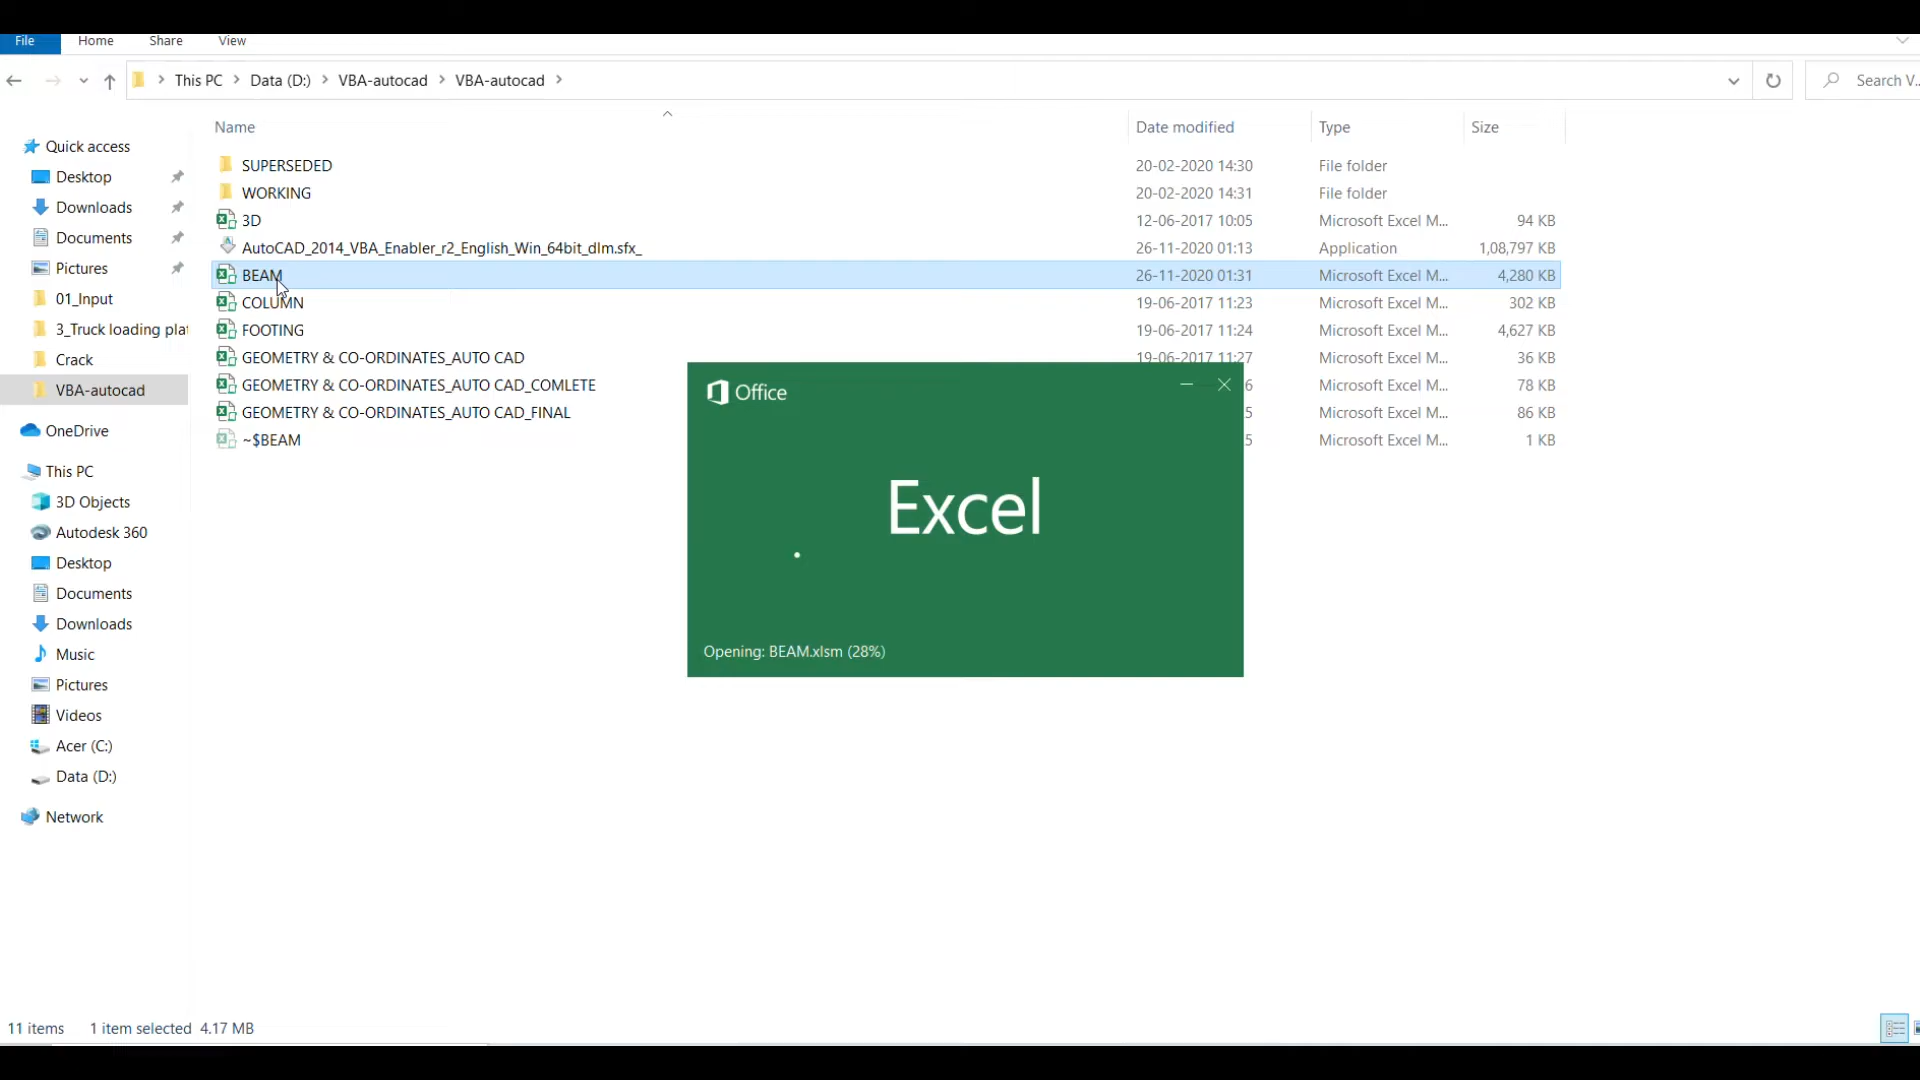 File Home Share View
This PC > Data (D:) > VBA-autocad > VBA-autocad >
Search V...
Name Date modified Type Size
Quick access
Desktop
Downloads
Documents
Pictures
01_Input
3_Truck loading pla
Crack
VBA-autocad
OneDrive
This PC
3D Objects
Autodesk 360
Desktop
Documents
Downloads
Music
Pictures
Videos
Acer (C:)
Data (D:)
Network
SUPERSEDED 20-02-2020 14:30 File folder
WORKING 20-02-2020 14:31 File folder
3D 12-06-2017 10:05 Microsoft Excel M... 94 KB
AutoCAD_2014_VBA_Enabler_r2_English_Win_64bit_dlm.sfx_ 26-11-2020 01:13 Application 1,08,797 KB
BEAM 26-11-2020 01:31 Microsoft Excel M... 4,280 KB
COLUMN 19-06-2017 11:23 Microsoft Excel M... 302 KB
FOOTING 19-06-2017 11:24 Microsoft Excel M... 4,627 KB
GEOMETRY & CO-ORDINATES_AUTO CAD 19-06-2017 11:27 Microsoft Excel M... 36 KB
GEOMETRY & CO-ORDINATES_AUTO CAD_COMLETE 6 Microsoft Excel M... 78 KB
GEOMETRY & CO-ORDINATES_AUTO CAD_FINAL 5 Microsoft Excel M... 86 KB
~$BEAM 5 Microsoft Excel M... 1 KB
Office
Excel
Opening: BEAM.xlsm (28%)
11 items 1 item selected 4.17 MB